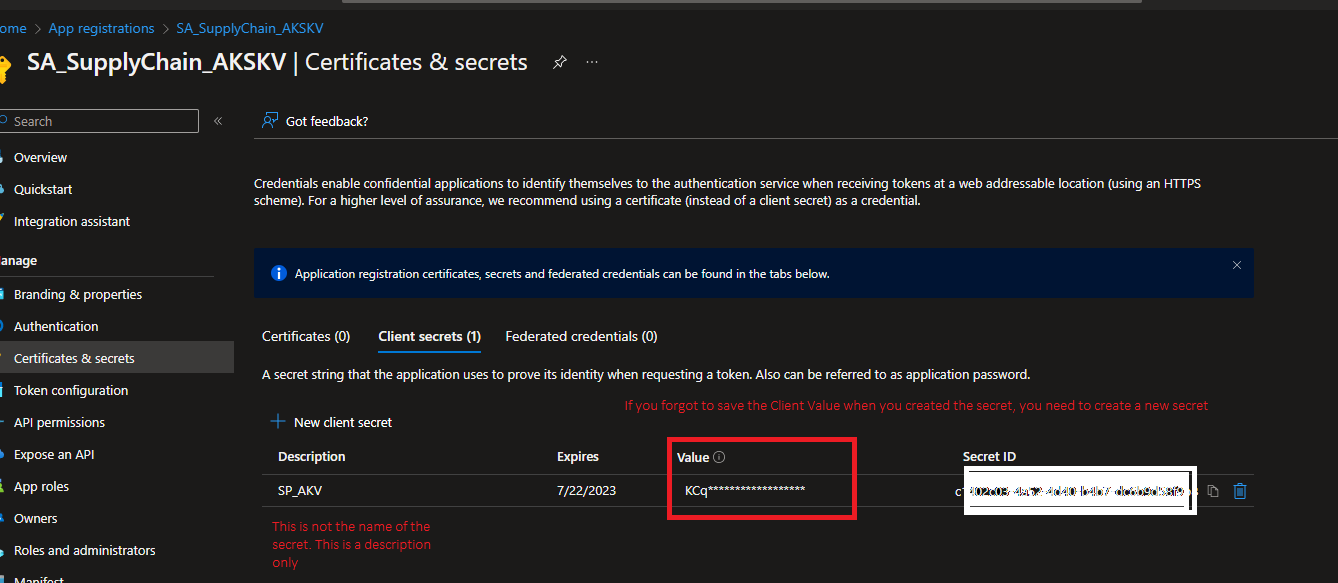 ome > App registrations > SA_SupplyChain_AKSKV
SA_SupplyChain_AKSKV | Certificates & secrets ...
Search «
Got feedback?
Overview
Quickstart
Integration assistant
anage
Branding & properties
Authentication
Certificates & secrets
Token configuration
API permissions
Expose an API
App roles
Owners
Roles and administrators
Manifest
Credentials enable confidential applications to identify themselves to the authentication service when receiving tokens at a web addressable location (using an HTTPS
scheme). For a higher level of assurance, we recommend using a certificate (instead of a client secret) as a credential.
Application registration certificates, secrets and federated credentials can be found in the tabs below.
Certificates (0) Client secrets (1) Federated credentials (0)
A secret string that the application uses to prove its identity when requesting a token. Also can be referred to as application password.
If you forgot to save the Client Value when you created the secret, you need to create a new secret
New client secret
Description Expires Value Secret ID
SP_AKV 7/22/2023 KCq******************
This is not the name of the
secret. This is a description
only